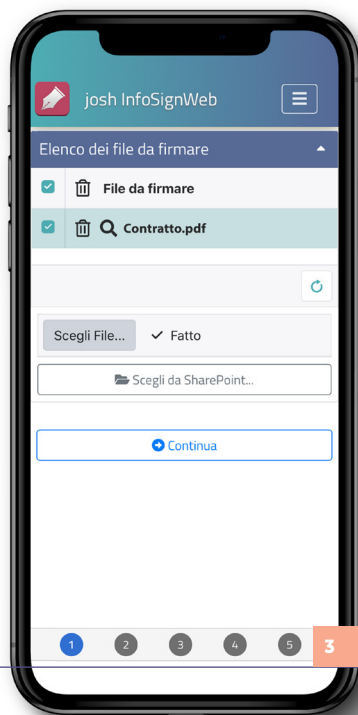 josh InfoSignWeb
Elenco dei file da firmare
File da firmare
Contratto.pdf
Scegli File... Fatto
Scegli da SharePoint...
Continua
1 2 3 4 5 3